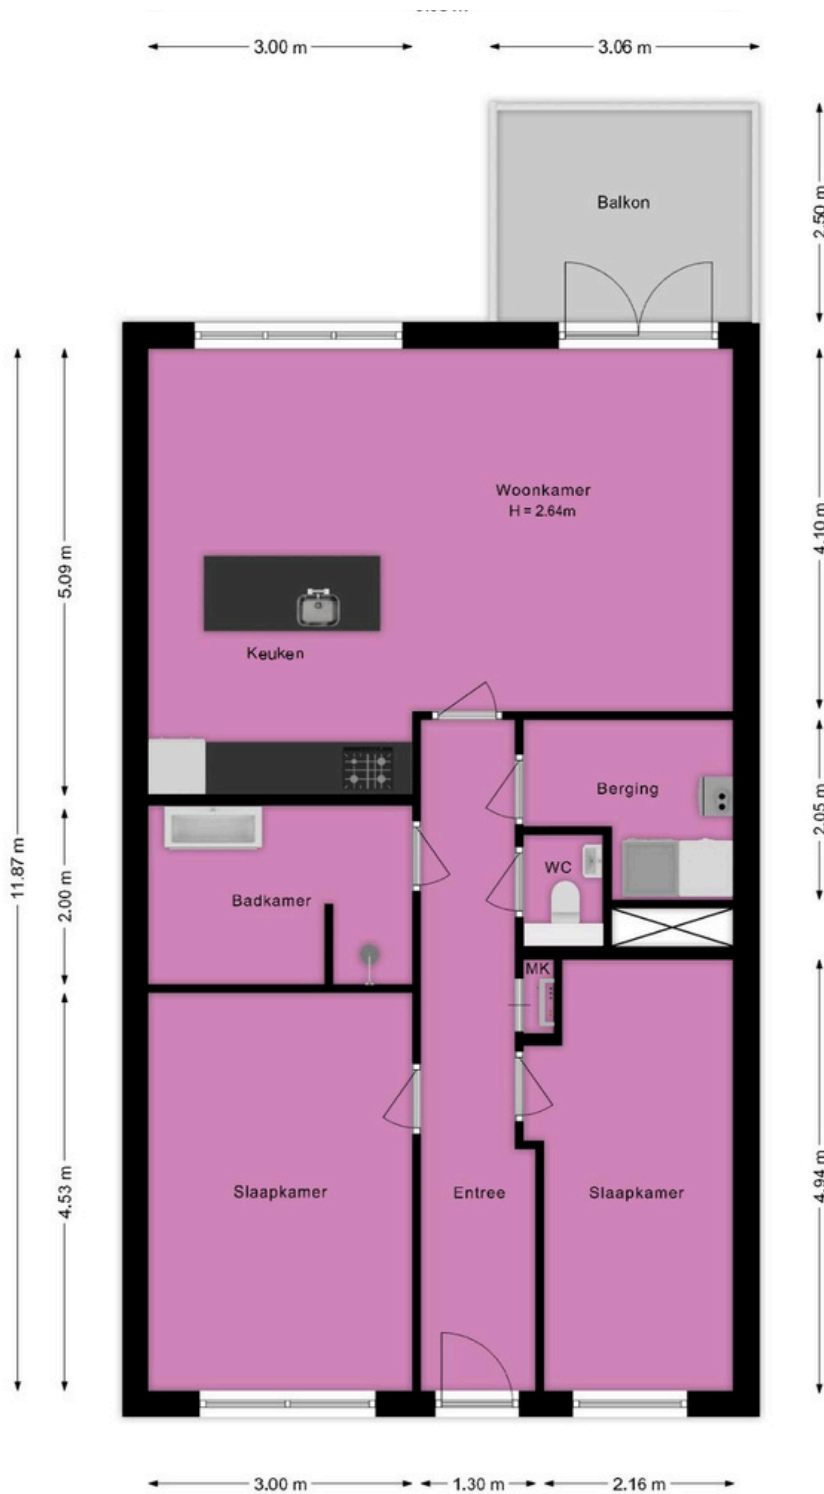 3.00 m
3.06 m
2.50 m
Balkon
Woonkamer
H = 2.64m
4.10 m
5.09 m
Keuken
Berging
2.05 m
11.87 m
WC
2.00 m
Badkamer
MK
4.53 m
Slaapkamer
Entree
Slaapkamer
4.94 m
3.00 m
1.30 m
2.16 m